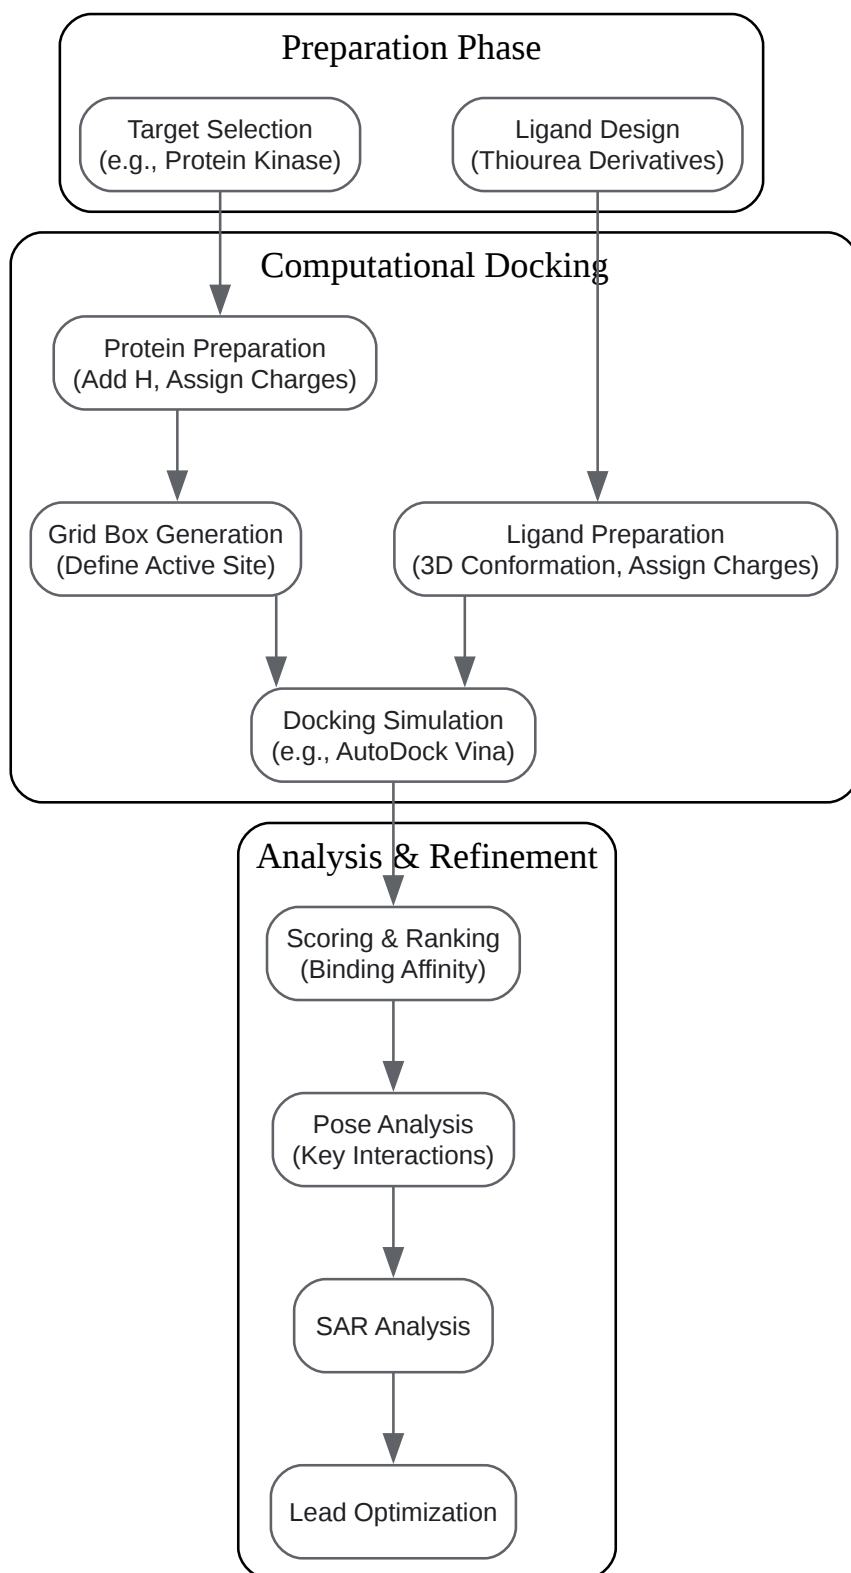 Preparation Phase
Target Selection
(e.g., Protein Kinase)
Ligand Design
(Thiourea Derivatives)
Computational Docking
Protein Preparation
(Add H, Assign Charges)
Grid Box Generation
(Define Active Site)
Ligand Preparation
(3D Conformation, Assign Charges)
Docking Simulation
(e.g., AutoDock Vina)
Analysis & Refinement
Scoring & Ranking
(Binding Affinity)
Pose Analysis
(Key Interactions)
SAR Analysis
Lead Optimization